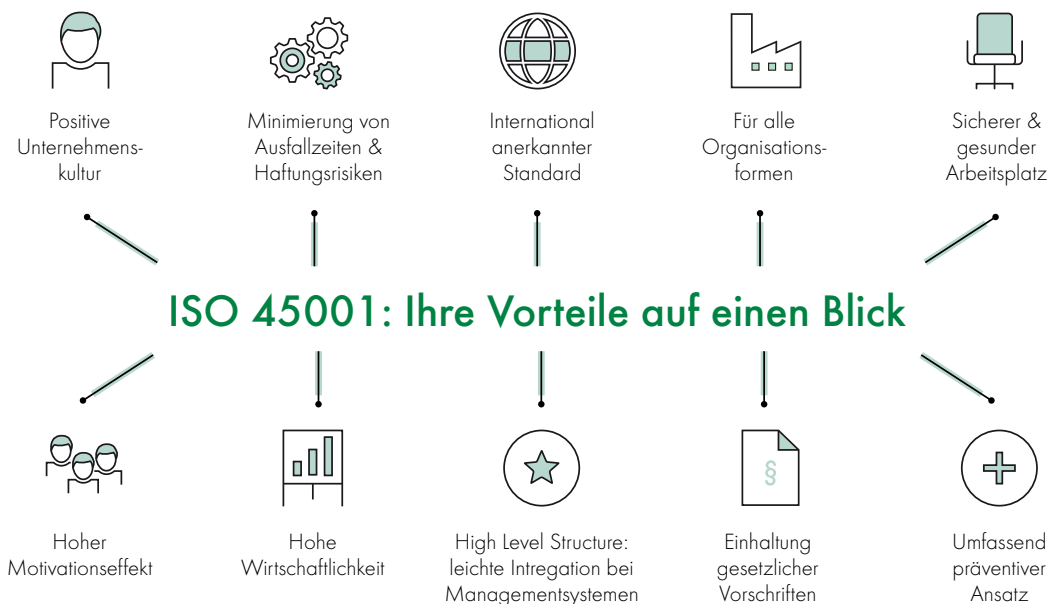 Positive
Unternehmens-
kultur
Minimierung von
Ausfallzeiten &
Haftungsrisiken
International
anerkannter
Standard
Für alle
Organisations-
formen
Sicherer &
gesunder
Arbeitsplatz
ISO 45001: Ihre Vorteile auf einen Blick
Hoher
Motivationseffekt
Hohe
Wirtschaftlichkeit
High Level Structure:
leichte Intregation bei
Managementsystemen
§
Einhaltung
gesetzlicher
Vorschriften
Umfassend
präventiver
Ansatz